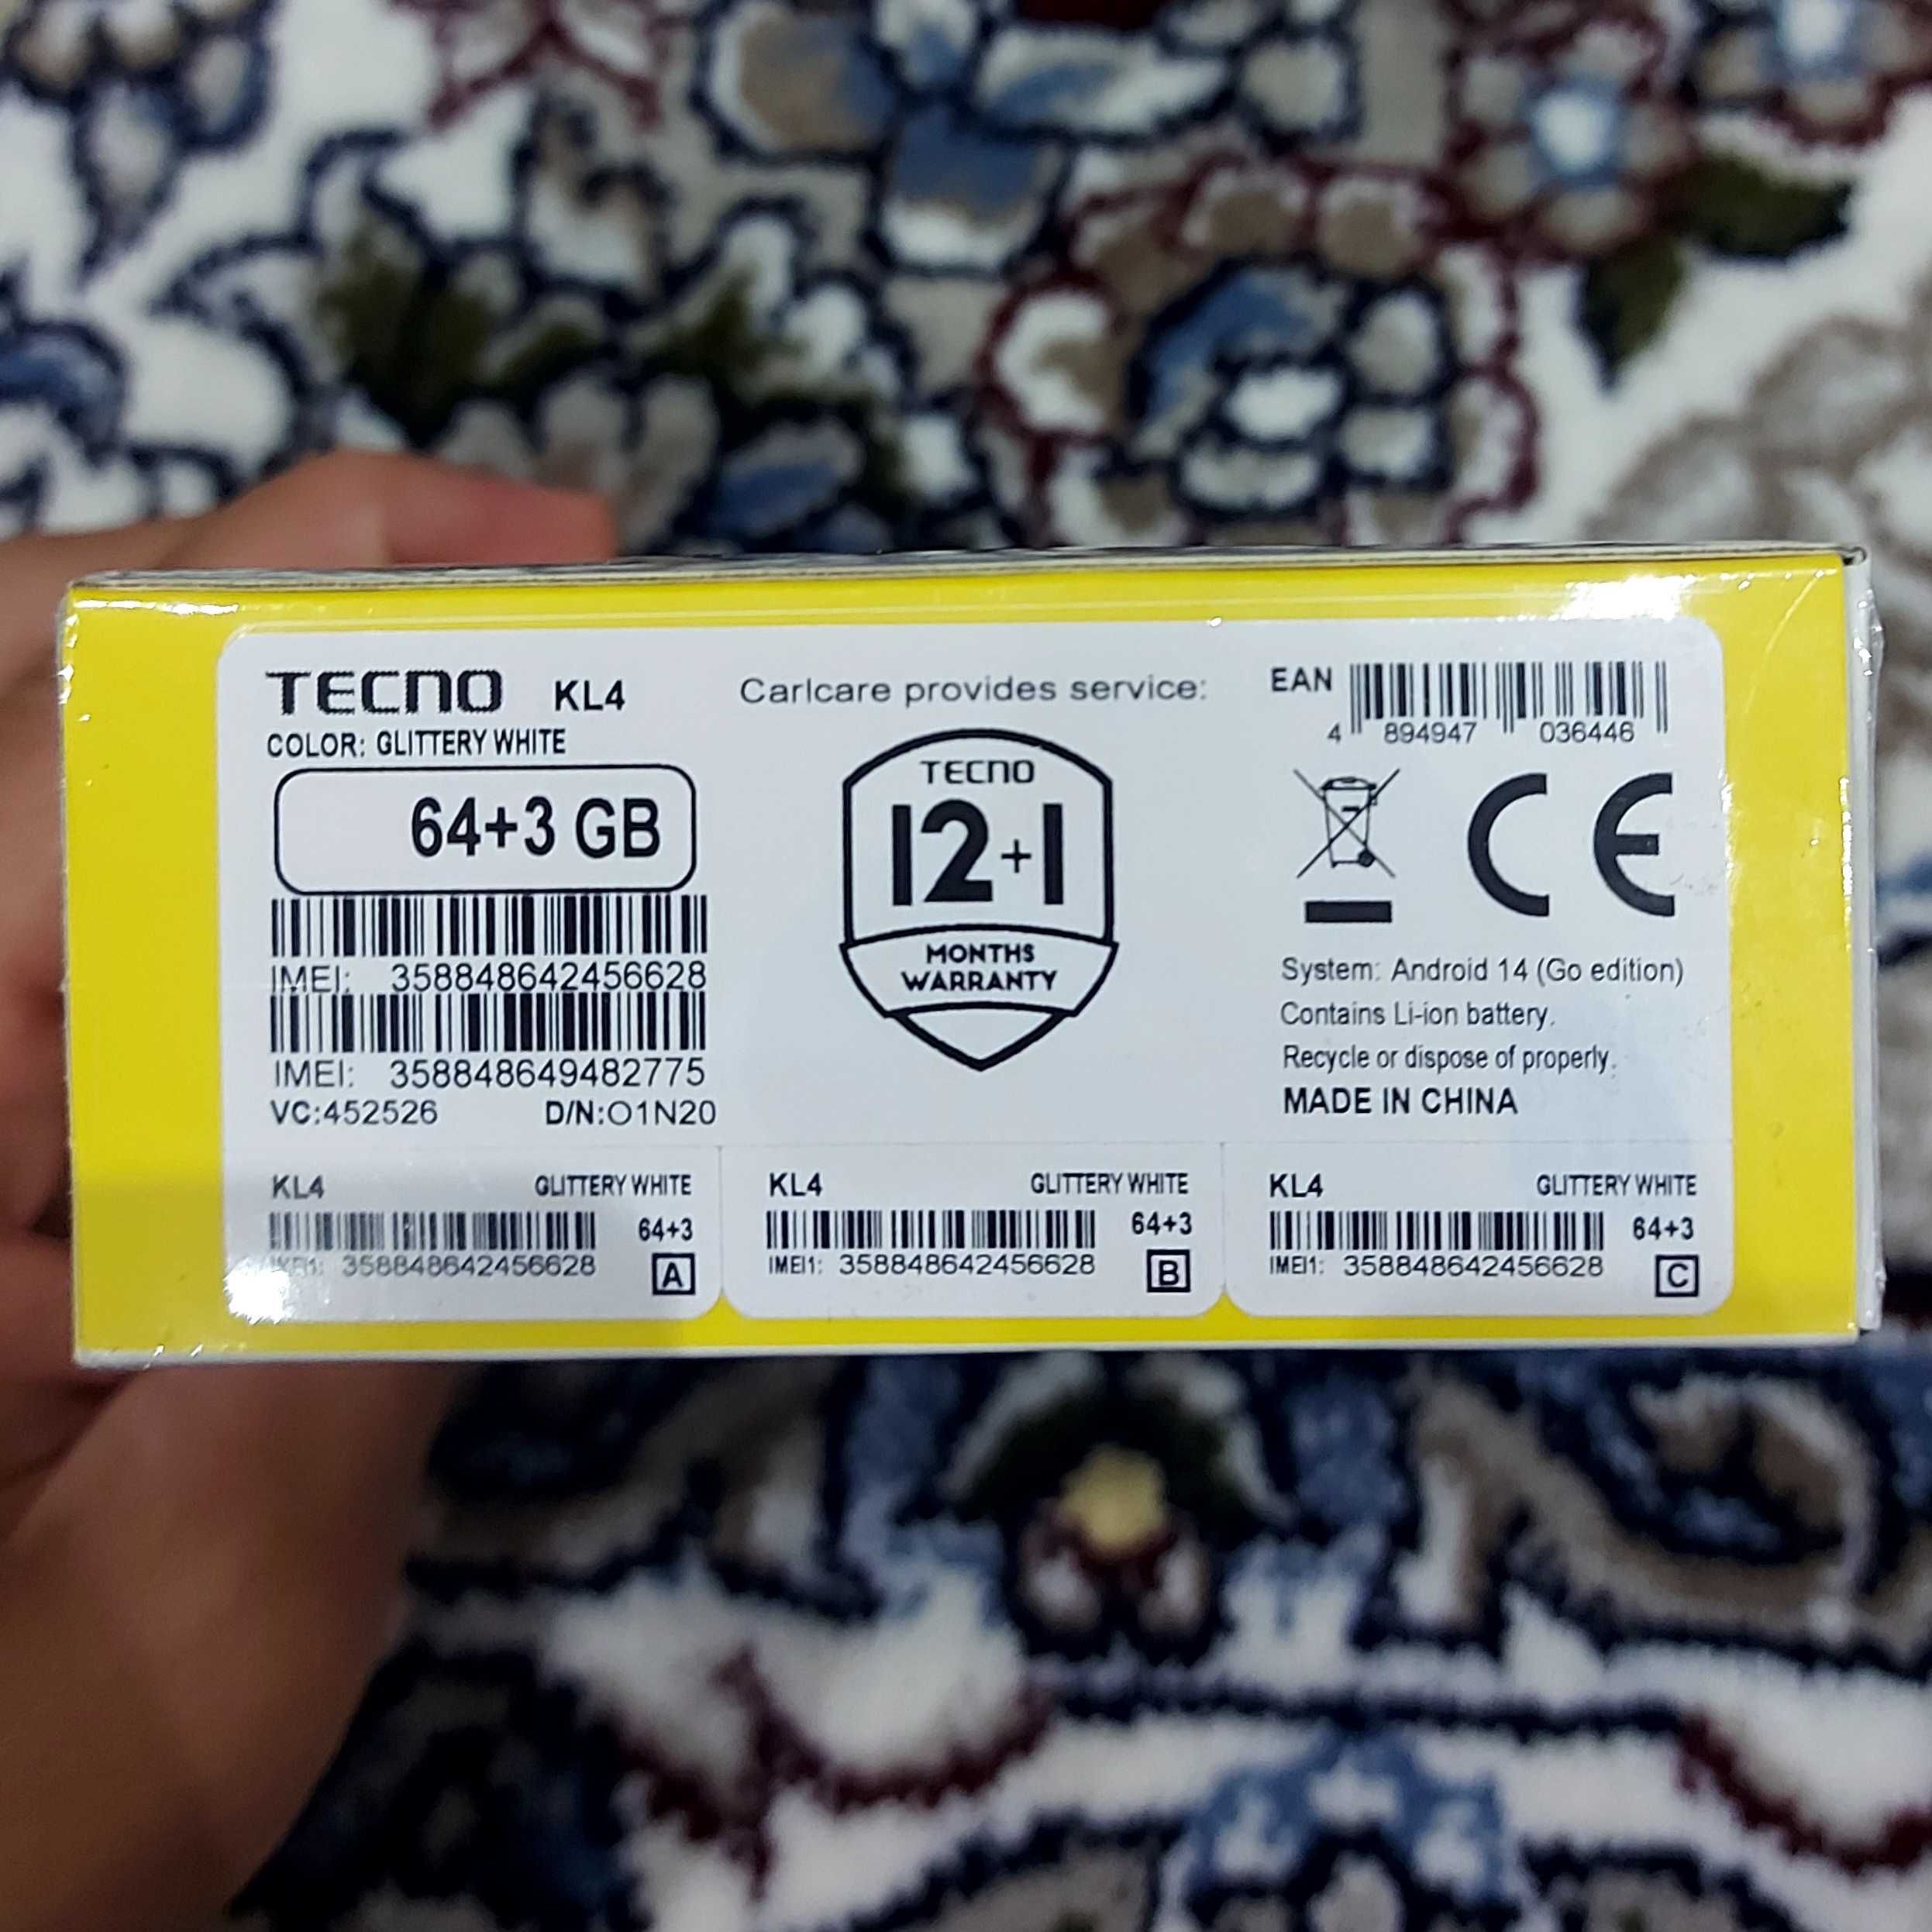 TECNO KL4
COLOR: GLITTERY WHITE
64+3 GB
IMEI: 358848642456628
IMEI: 358848649482775
VC:452526 D/N:O1N20
Carlcare provides service:
TECNO
12+1
MONTHS
WARRANTY
EAN
4 894947 036446
CE
System: Android 14 (Go edition)
Contains Li-ion battery.
Recycle or dispose of properly.
MADE IN CHINA
KL4 GLITTERY WHITE
64+3
IMEI1: 358848642456628 A
KL4 GLITTERY WHITE
64+3
IMEI1: 358848642456628 B
KL4 GLITTERY WHITE
64+3
IMEI1: 358848642456628 C